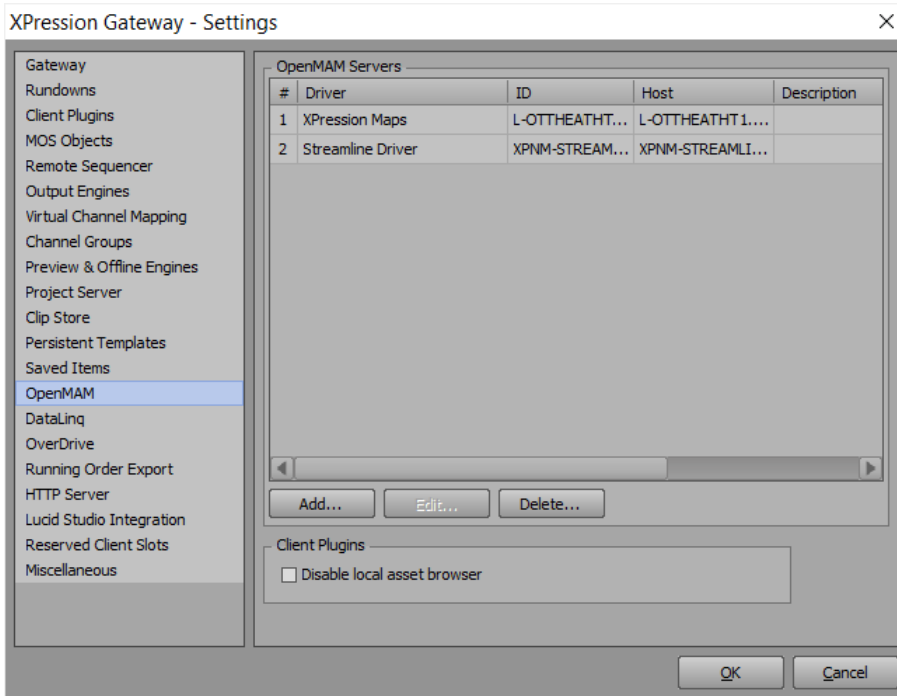 XPression Gateway - Settings
Gateway
Rundowns
Client Plugins
MOS Objects
Remote Sequencer
Output Engines
Virtual Channel Mapping
Channel Groups
Preview & Offline Engines
Project Server
Clip Store
Persistent Templates
Saved Items
OpenMAM
DataLinq
OverDrive
Running Order Export
HTTP Server
Lucid Studio Integration
Reserved Client Slots
Miscellaneous
OpenMAM Servers
# Driver ID Host Description
1 XPression Maps L-OTTHEATHT... L-OTTHEATHT1....
2 Streamline Driver XPNM-STREAM... XPNM-STREAMLI...
Add... Edit... Delete...
Client Plugins
Disable local asset browser
OK Cancel